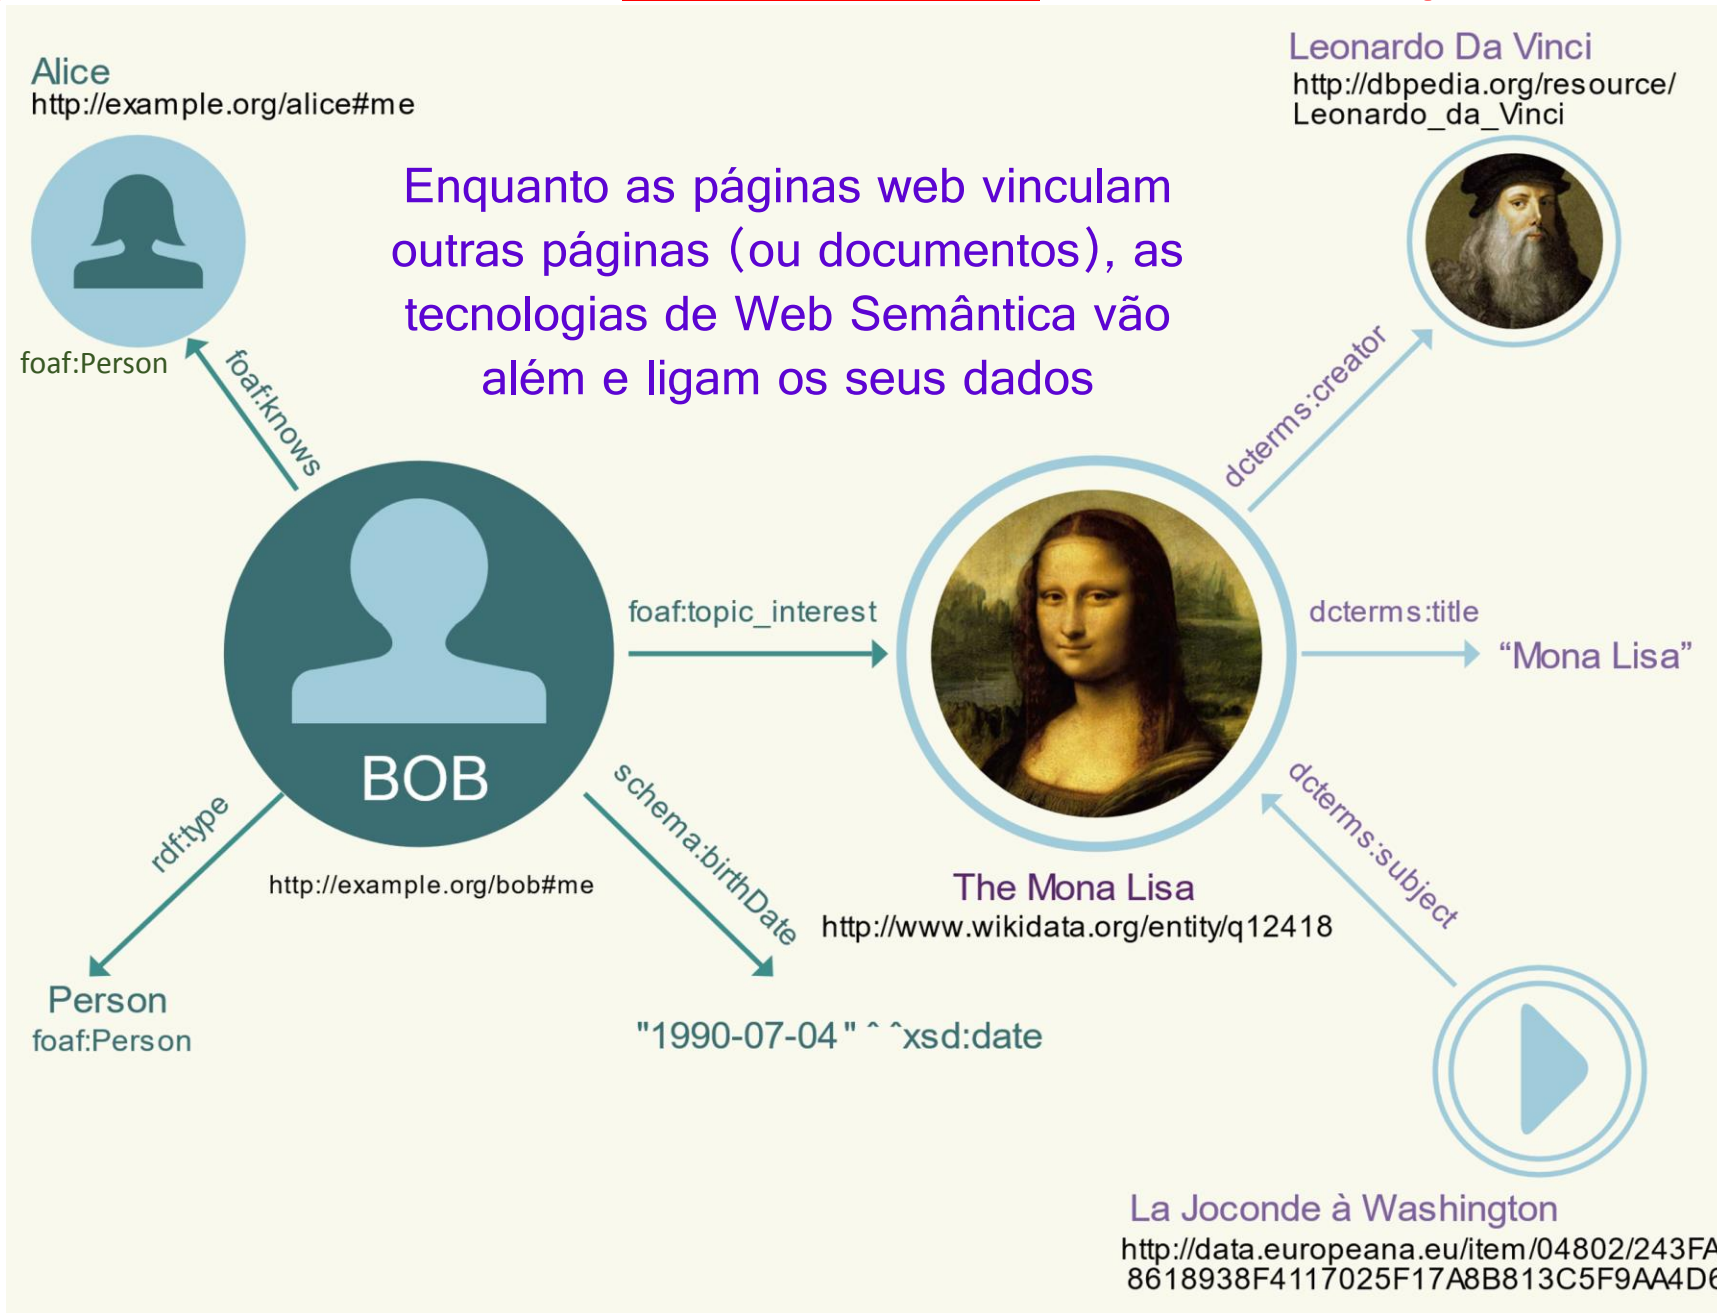 Alice
http://example.org/alice#me
Leonardo Da Vinci
http://dbpedia.org/resource/
Leonardo_da_Vinci
Enquanto as páginas web vinculam
outras páginas (ou documentos), as
tecnologias de Web Semântica vão
além e ligam os seus dados
foaf:Person
foaf:knows
dcterms:creator
foaf:topic_interest
dcterms:title
“Mona Lisa”
BOB
http://example.org/bob#me
rdf:type
schema:birthDate
The Mona Lisa
http://www.wikidata.org/entity/q12418
dcterms:subject
Person
foaf:Person
"1990-07-04" ^ ^xsd:date
La Joconde à Washington
http://data.europeana.eu/item/04802/243FA
8618938F4117025F17A8B813C5F9AA4D6